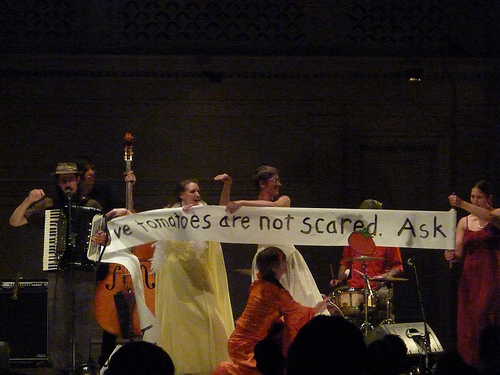 ve tomatoes are not scared. Ask